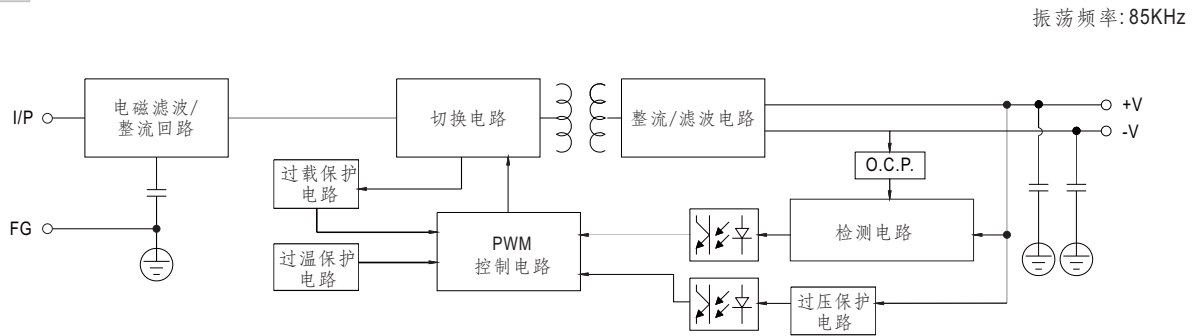 振荡频率: 85KHz
I/P
电磁滤波/
整流回路
切换电路
整流/滤波电路
+V
-V
O.C.P.
过载保护
电路
FG
PWM
控制电路
检测电路
过温保护
电路
过压保护
电路